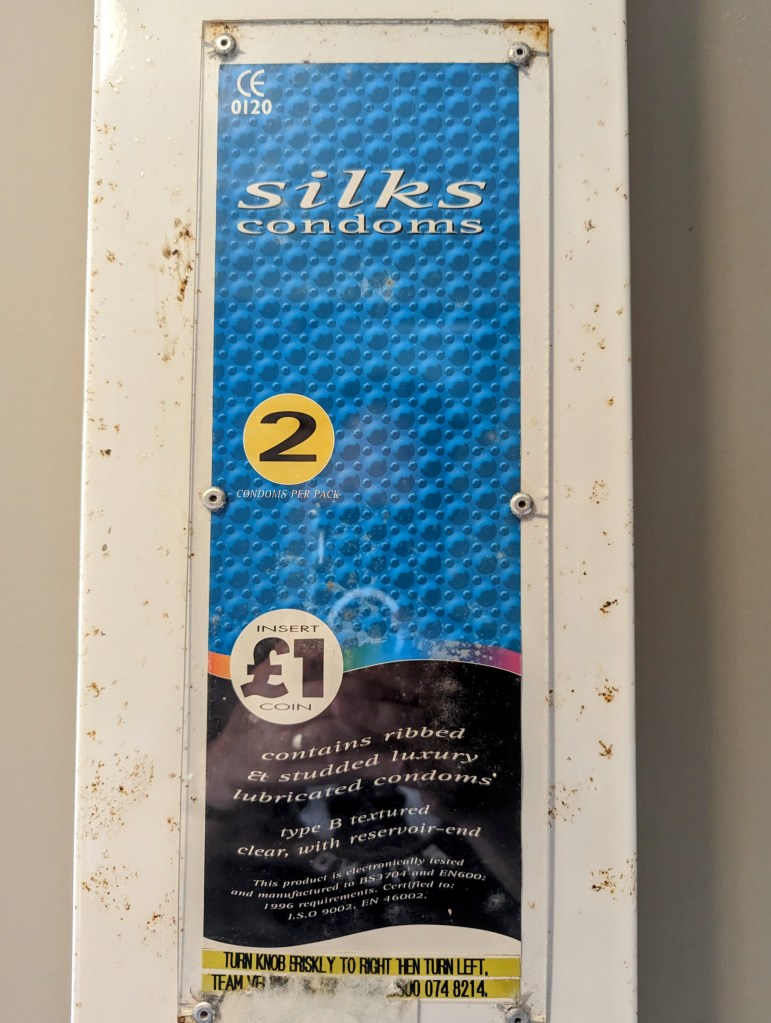 CE
0120
silks
condoms
2
CONDOMS PER PACK
INSERT
£1
COIN
contains ribbed
& studded luxury
lubricated condoms
type B textured
clear, with reservoir-end
This product is electronically tested
and manufactured to BS3704 and EN600:
1996 requirements. Certified to:
I.S.O 9002, EN 46002.
TURN KNOB BRISKLY TO RIGHT THEN TURN LEFT.
TEAM 074 8214.